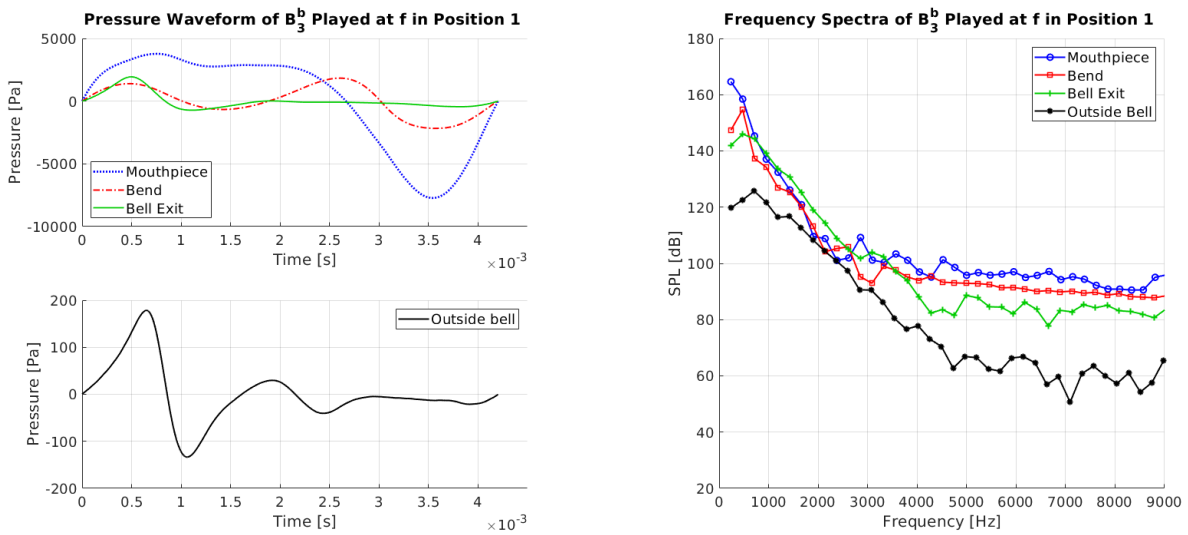 Pressure Waveform of B♭3 Played at f in Position 1
5000
0
-5000
-10000
Pressure [Pa]
Mouthpiece
Bend
Bell Exit
0 0.5 1 1.5 2 2.5 3 3.5 4
Time [s]
×10-3
200
100
0
-100
-200
Pressure [Pa]
Outside bell
0 0.5 1 1.5 2 2.5 3 3.5 4
Time [s]
×10-3
Frequency Spectra of Bb3 Played at f in Position 1
180
160
140
120
100
80
60
40
20
SPL [dB]
Mouthpiece
Bend
Bell Exit
Outside Bell
0 1000 2000 3000 4000 5000 6000 7000 8000 9000
Frequency [Hz]